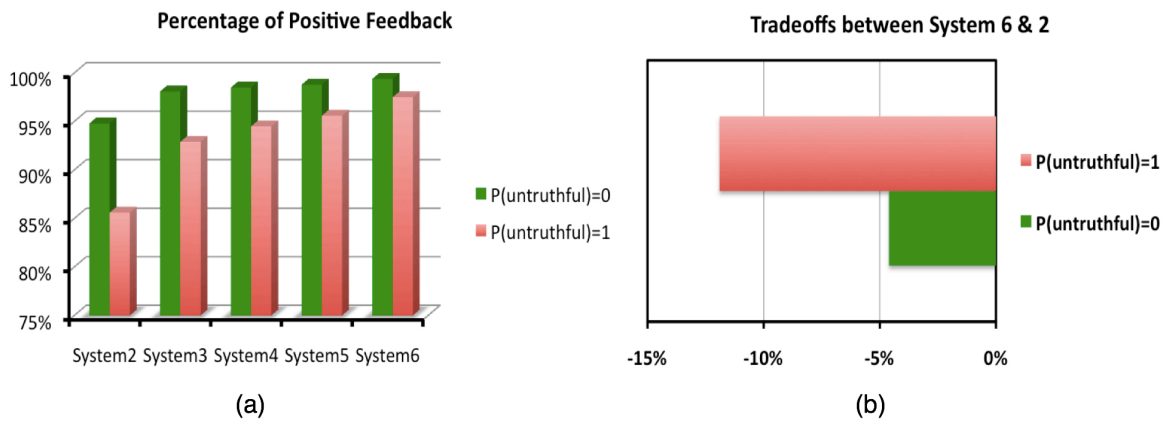 Percentage of Positive Feedback
100%
95%
90%
85%
80%
75%
System2 System3 System4 System5 System6
P(untruthful)=0
P(untruthful)=1
(a)
Tradeoffs between System 6 & 2
P(untruthful)=1
P(untruthful)=0
-15% -10% -5% 0%
(b)